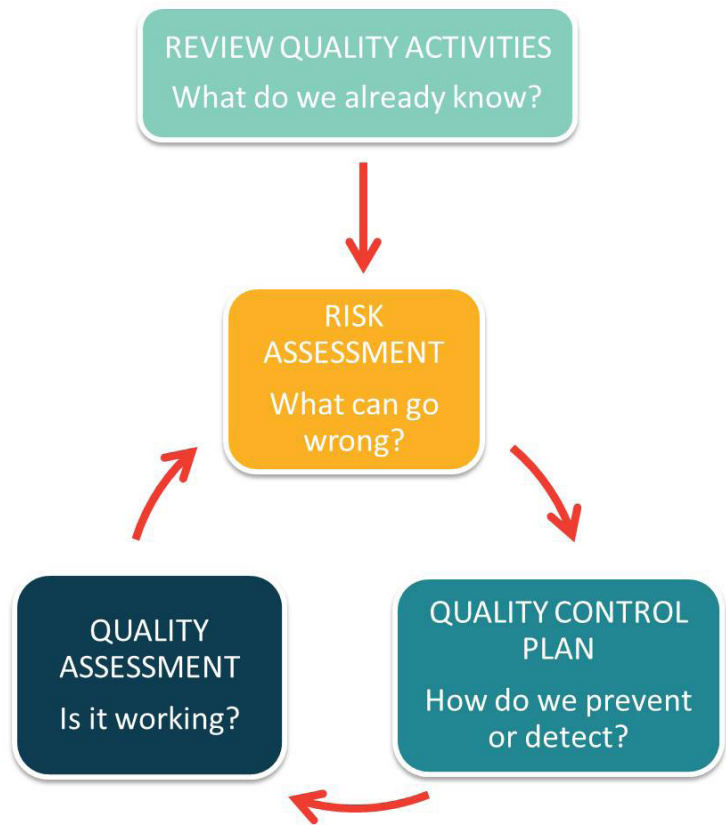 REVIEW QUALITY ACTIVITIES
What do we already know?
RISK
ASSESSMENT
What can go
wrong?
QUALITY
ASSESSMENT
Is it working?
QUALITY CONTROL
PLAN
How do we prevent
or detect?